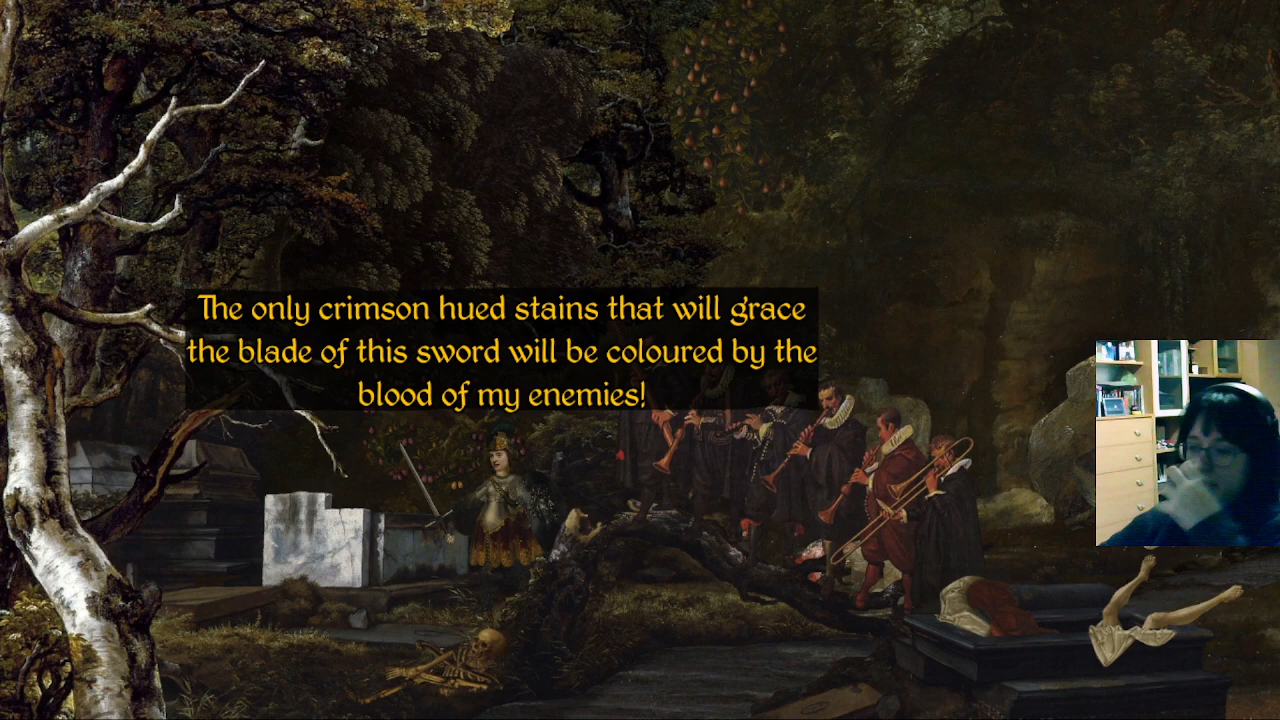 The only crimson hued stains that will grace
the blade of this sword will be coloured by the
blood of my enemies!